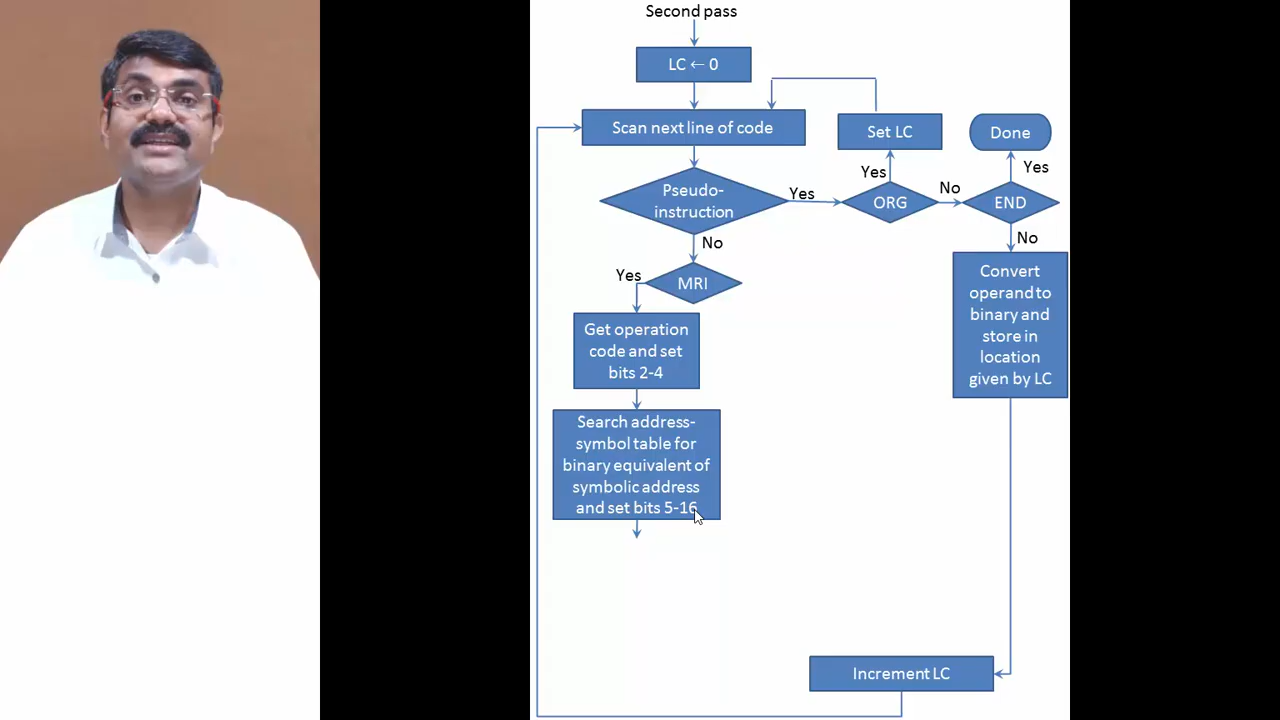 Second pass
LC ← 0
Scan next line of code
Set LC
Done
Yes
Yes
Pseudo-
instruction
Yes
ORG
No
END
No
No
Yes
MRI
Convert
operand to
binary and
store in
location
given by LC
Get operation
code and set
bits 2-4
Search address-
symbol table for
binary equivalent of
symbolic address
and set bits 5-16
Increment LC